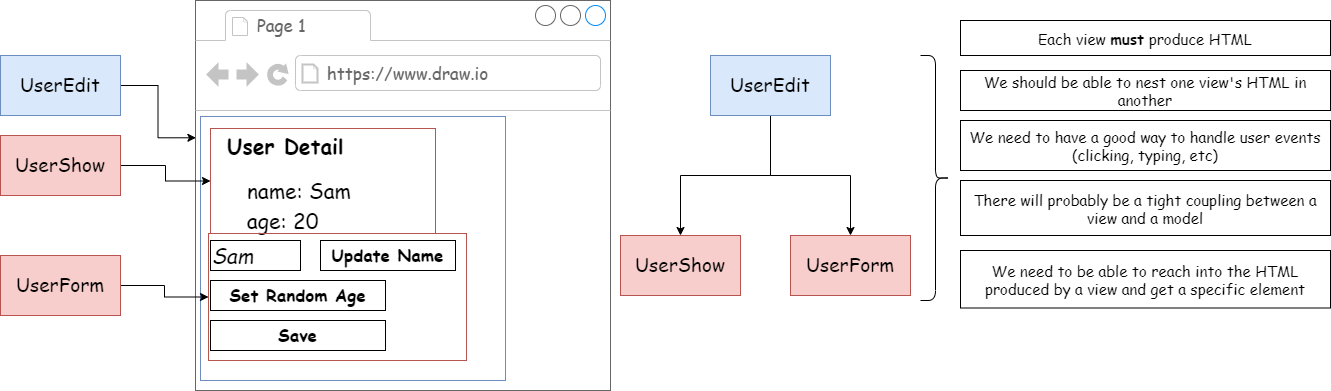 UserEdit
UserShow
UserForm
Page 1
https://www.draw.io
User Detail
name: Sam
age: 20
Sam
Update Name
Set Random Age
Save
UserEdit
UserShow
UserForm
Each view must produce HTML
We should be able to nest one view's HTML in
another
We need to have a good way to handle user events
(clicking, typing, etc)
There will probably be a tight coupling between a
view and a model
We need to be able to reach into the HTML
produced by a view and get a specific element